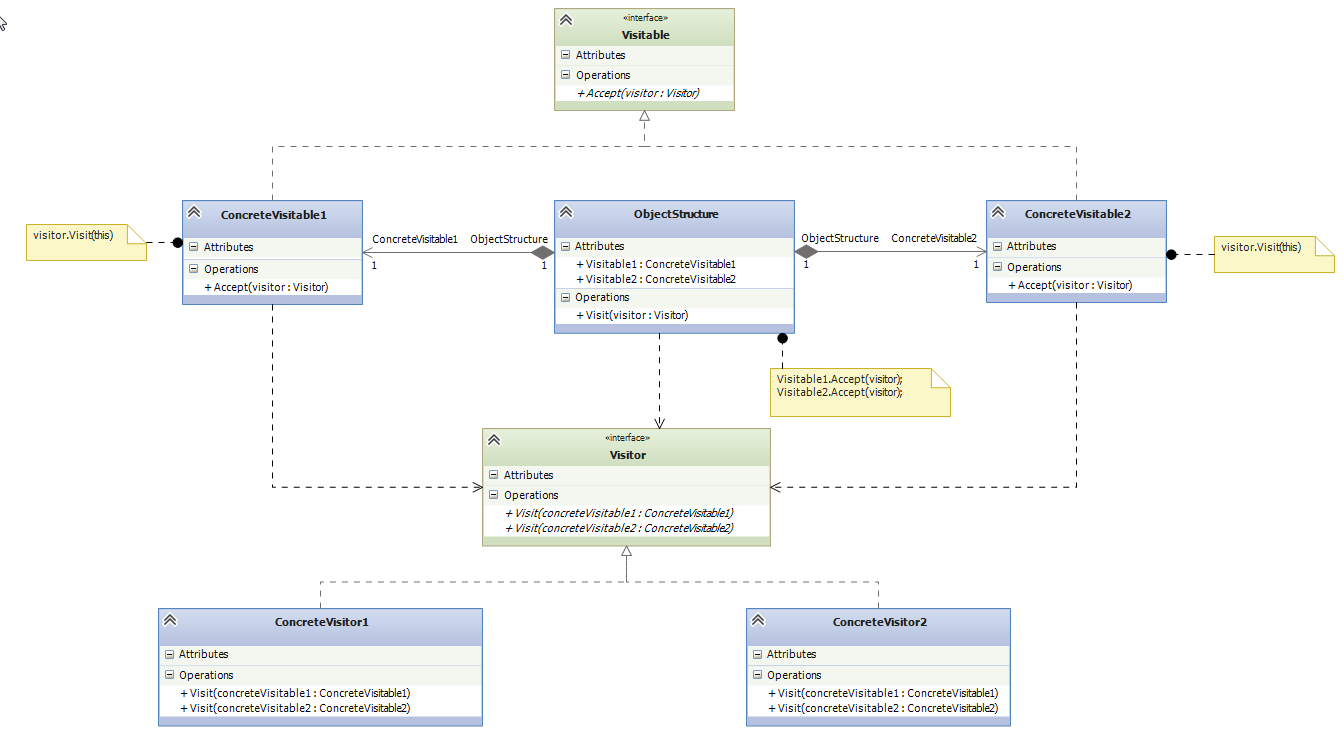 «interface»
Visitable
Attributes
Operations
+ Accept(visitor : Visitor)
ConcreteVisitable1
Attributes
Operations
+ Accept(visitor : Visitor)
visitor.Visit(this)
ConcreteVisitable1
ObjectStructure
1
1
ObjectStructure
Attributes
+ Visitable1 : ConcreteVisitable1
+ Visitable2 : ConcreteVisitable2
Operations
+ Visit(visitor : Visitor)
ObjectStructure
ConcreteVisitable2
1
1
ConcreteVisitable2
Attributes
Operations
+ Accept(visitor : Visitor)
visitor.Visit(this)
Visitable1.Accept(visitor);
Visitable2.Accept(visitor);
«interface»
Visitor
Attributes
Operations
+ Visit(concreteVisitable1 : ConcreteVisitable1)
+ Visit(concreteVisitable2 : ConcreteVisitable2)
ConcreteVisitor1
Attributes
Operations
+ Visit(concreteVisitable1 : ConcreteVisitable1)
+ Visit(concreteVisitable2 : ConcreteVisitable2)
ConcreteVisitor2
Attributes
Operations
+ Visit(concreteVisitable1 : ConcreteVisitable1)
+ Visit(concreteVisitable2 : ConcreteVisitable2)